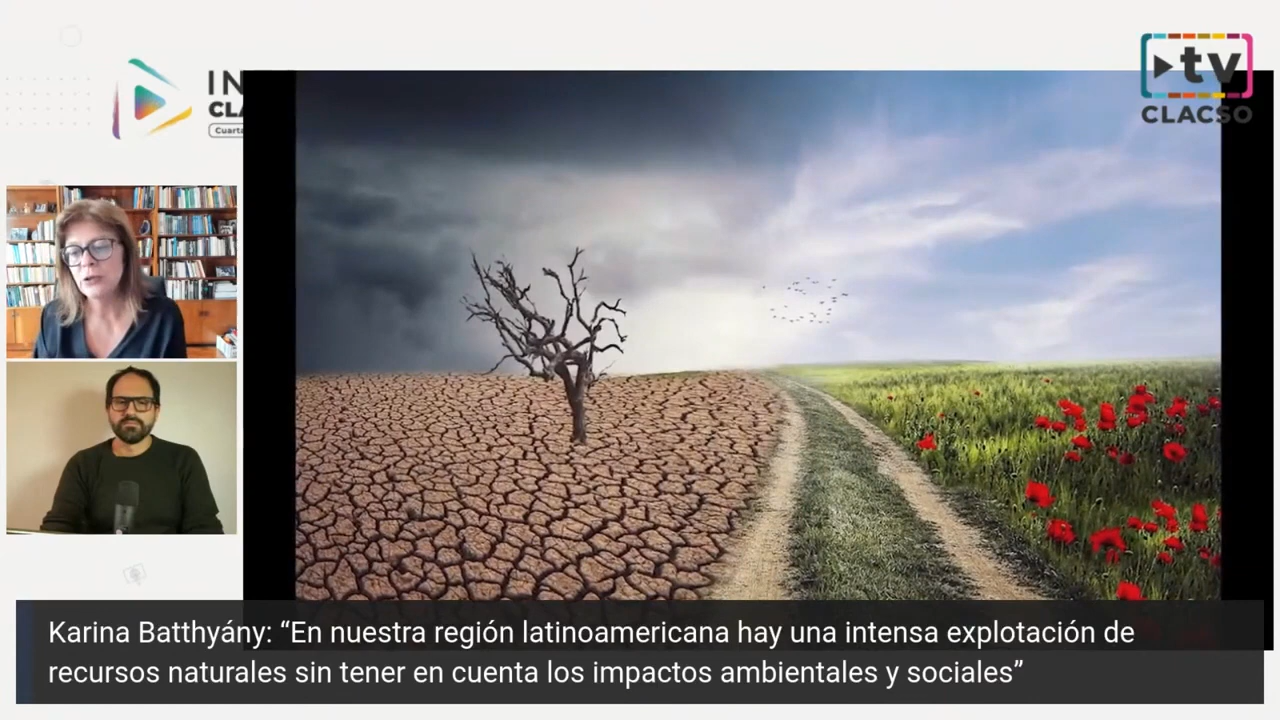 tv
CLACSO
Karina Batthyány: “En nuestra región latinoamericana hay una intensa explotación de
recursos naturales sin tener en cuenta los impactos ambientales y sociales”